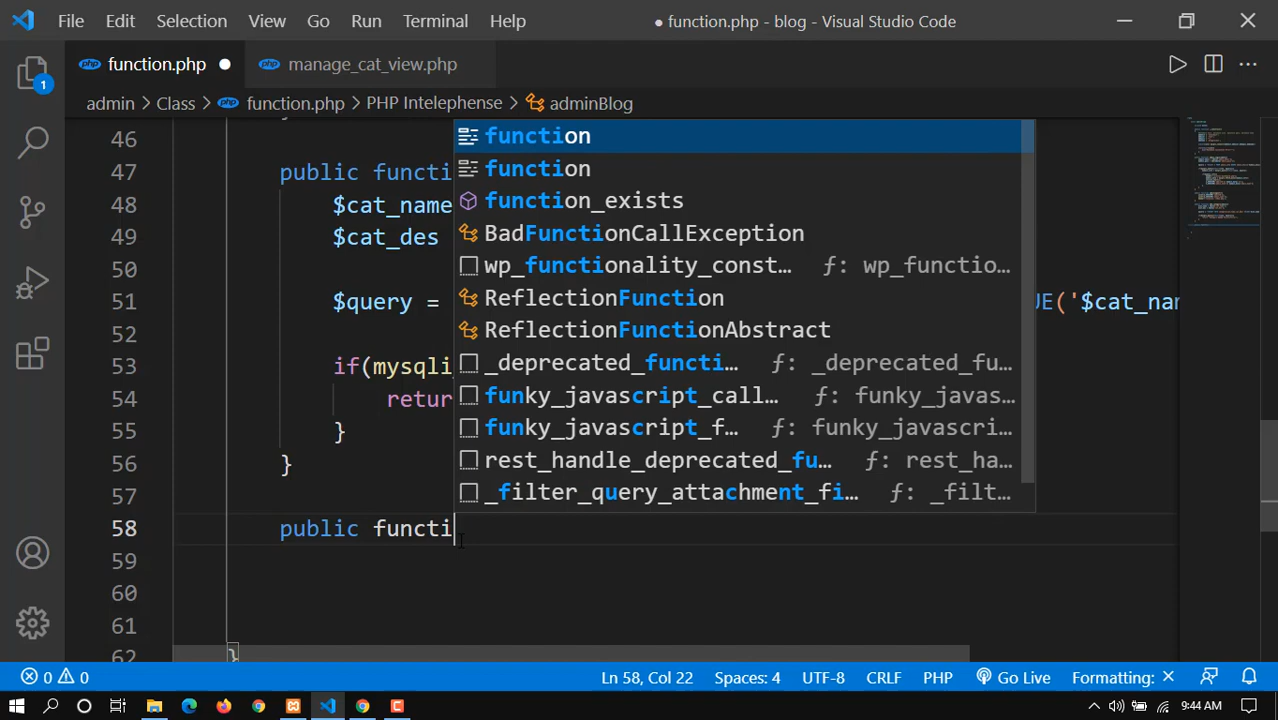 File Edit Selection View Go Run Terminal Help ● function.php - blog - Visual Studio Code
function.php ● manage_cat_view.php
1
admin > Class > function.php > PHP Intelephense > adminBlog
46
47 public functi
48 $cat_name
49 $cat_des
50
51 $query = UE('$cat_nam
52
53 if(mysqli_
54 retur
55 }
56 }
57
58 public functi
59
60
61
62 }
function
function
function_exists
BadFunctionCallException
wp_functionality_const… ƒ: wp_functio…
ReflectionFunction
ReflectionFunctionAbstract
_deprecated_functi… ƒ: _deprecated_fu…
funky_javascript_call… ƒ: funky_javas…
funky_javascript_f… ƒ: funky_javascri…
rest_handle_deprecated_fu… ƒ: rest_ha…
_filter_query_attachment_fi… ƒ: _filt…
0 0 Ln 58, Col 22 Spaces: 4 UTF-8 CRLF PHP Go Live Formatting: ×
9:44 AM